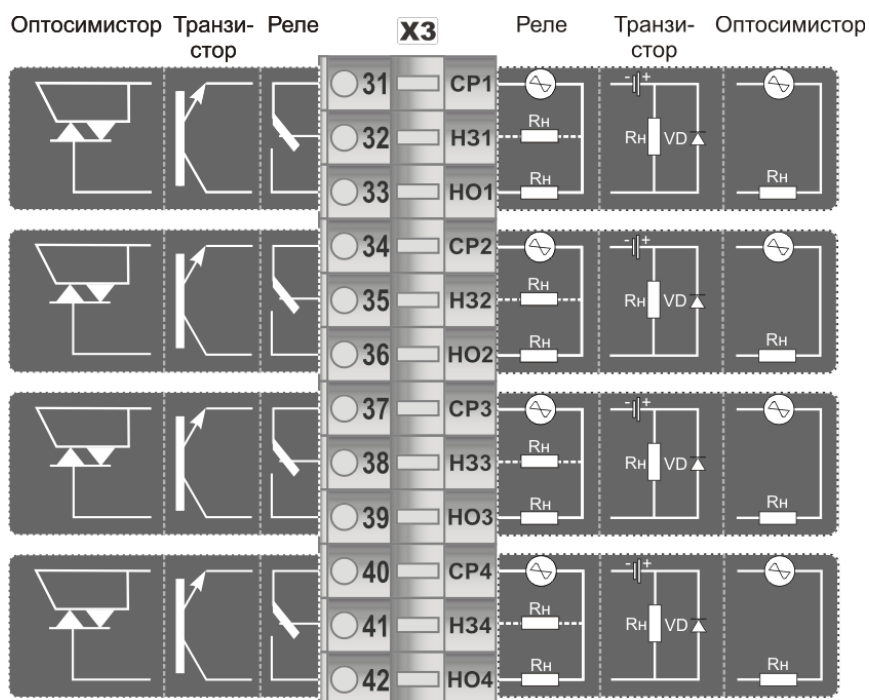 Оптосимистор Транзи-стор Реле X3 Реле Транзи-стор Оптосимистор
31 СР1
- +
32 НЗ1 Rн Rн VD
33 НО1 Rн Rн
34 СР2
- +
35 НЗ2 Rн Rн VD
36 НО2 Rн Rн
37 СР3
- +
38 НЗ3 Rн Rн VD
39 НО3 Rн Rн
40 СР4
- +
41 НЗ4 Rн Rн VD
42 НО4 Rн Rн